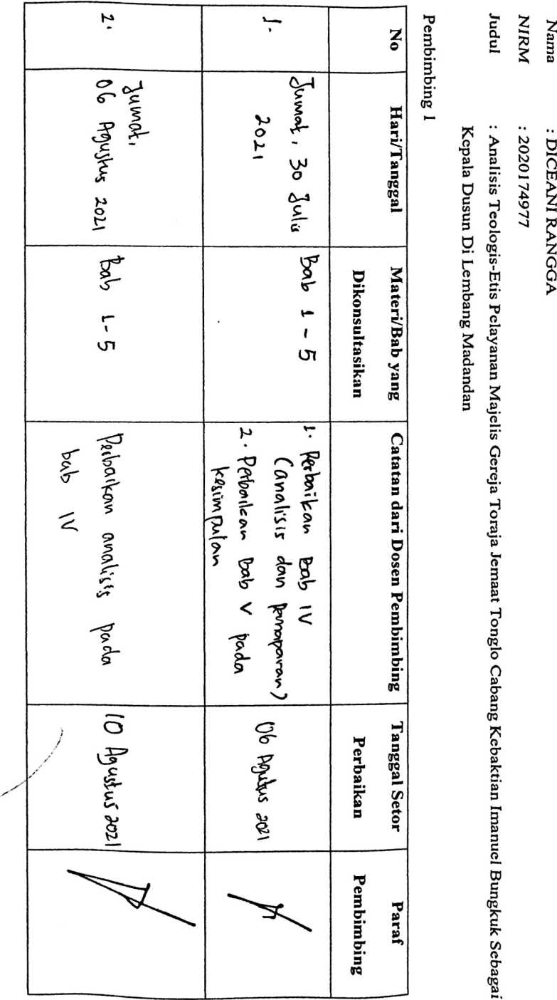 Nama : DICEANI RANGGA
NIRM : 2020174977
Judul : Analisis Teologis-Etis Pelayanan Majelis Gereja Toraja Jemaat Tonglo Cabang Kebaktian Imanuel Bungkuk Sebagai
Kepala Dusun Di Lembang Madandan
Pembimbing 1
No
Hari/Tanggal
Materi/Bab yang
Dikonsultasikan
Catatan dari Dosen Pembimbing
Tanggal Setor
Perbaikan
Paraf
Pembimbing
1.
Jumat, 30 Juli
2021
Bab 1 - 5
1. Perbaikan Bab IV
(analisis dan pemaparan)
2. Perbaikan Bab V pada
kesimpulan
06 Agustus 2021
2.
Jumat,
06 Agustus 2021
Bab 1-5
Perbaikan analisis pada
bab IV
10 Agustus 2021